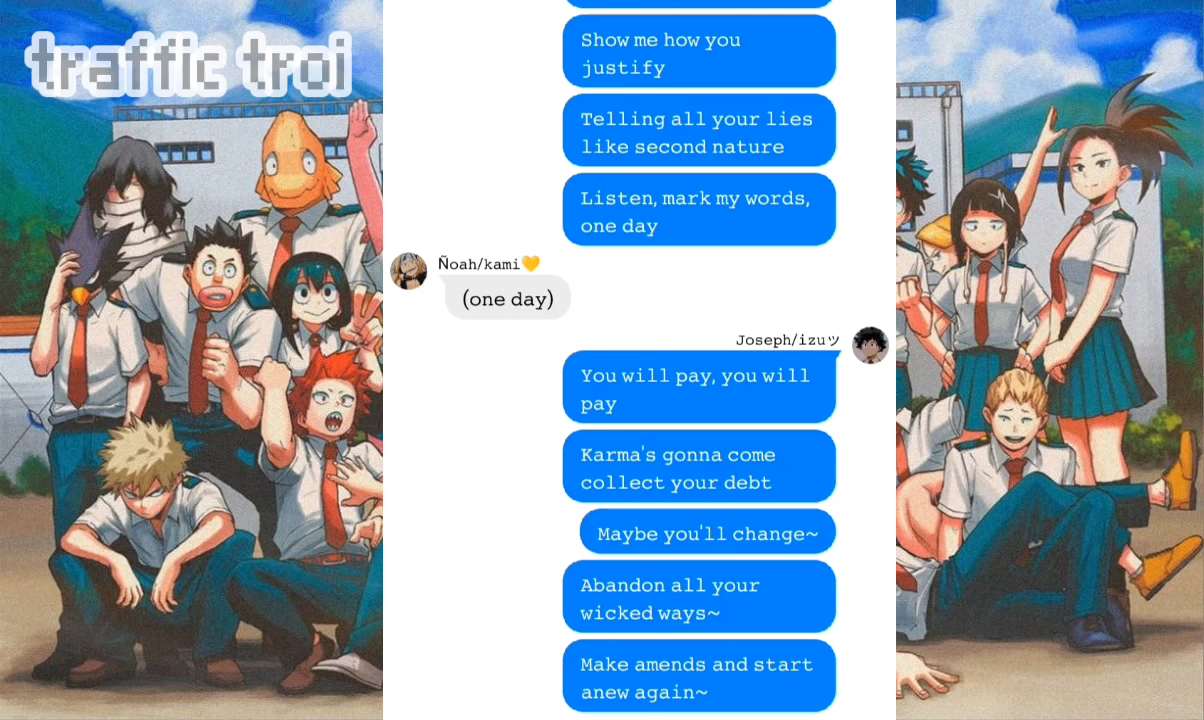 traffic troi
Show me how you
justify
Telling all your lies
like second nature
Listen, mark my words,
one day
Ñoah/kami💛
(one day)
Joseph/izuツ
You will pay, you will
pay
Karma's gonna come
collect your debt
Maybe you'll change~
Abandon all your
wicked ways~
Make amends and start
anew again~